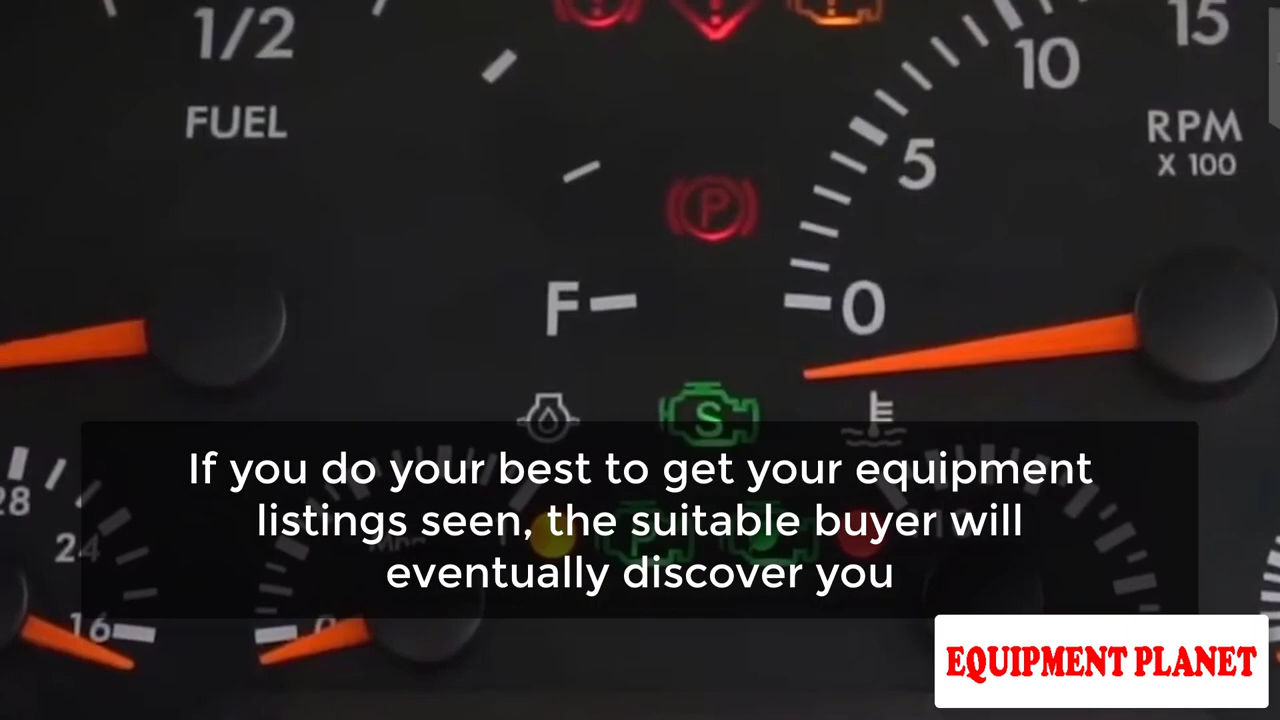 1/2
FUEL
15
10
RPM
X 100
5
P
F
0
S
If you do your best to get your equipment
listings seen, the suitable buyer will
eventually discover you
28
24
P
16
0
EQUIPMENT PLANET